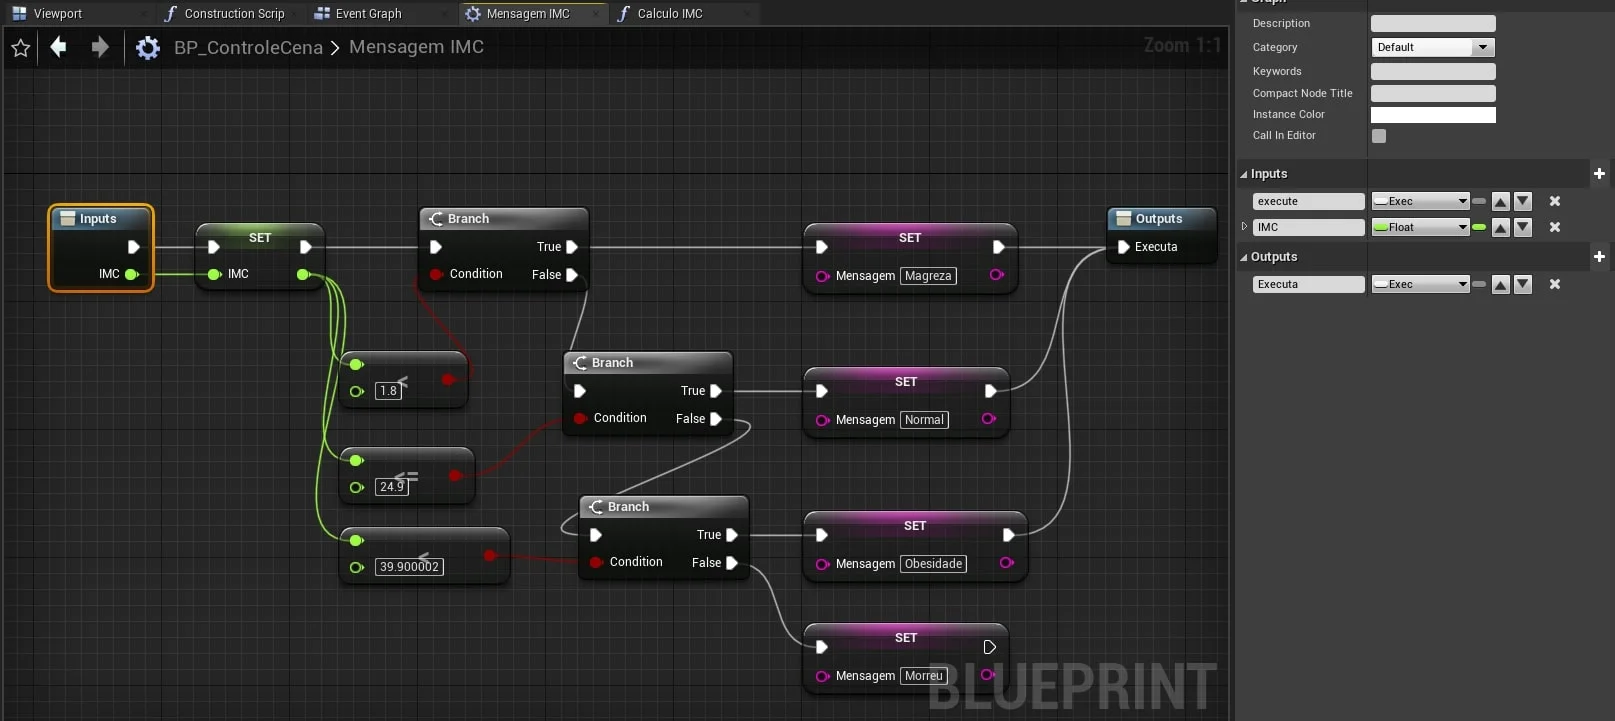 Viewport
Construction Scrip
Event Graph
Mensagem IMC
Calculo IMC
BP_ControleCena > Mensagem IMC
Zoom 1:1
Inputs
IMC
SET
IMC
Branch
True
Condition
False
SET
Mensagem Magreza
Outputs
Executa
<
1.8
Branch
True
Condition
False
SET
Mensagem Normal
<=
24.9
Branch
True
Condition
False
SET
Mensagem Obesidade
<
39.900002
SET
Mensagem Morreu
BLUEPRINT
Graph
Description
Category Default
Keywords
Compact Node Title
Instance Color
Call In Editor
Inputs
execute Exec
IMC Float
Outputs
Executa Exec